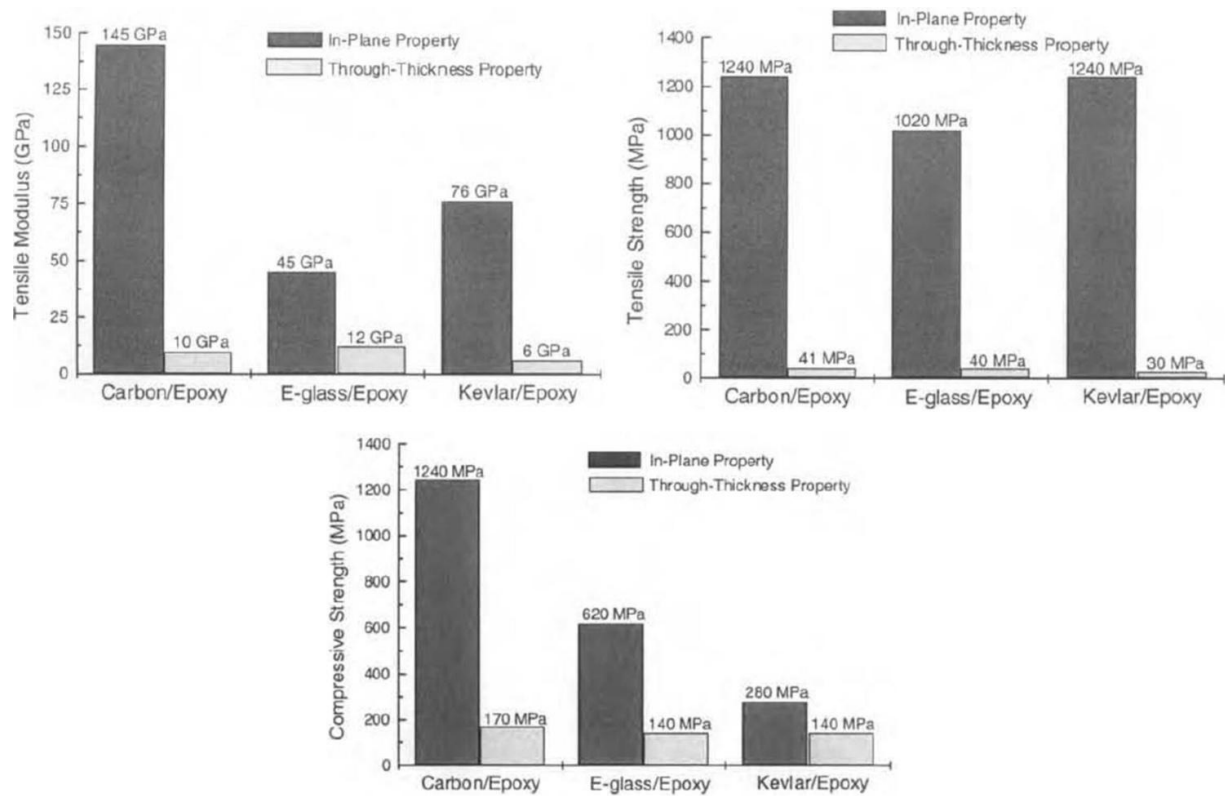 Tensile Modulus (GPa)
150
125
100
75
50
25
0
In-Plane Property
Through-Thickness Property
145 GPa
10 GPa
45 GPa
12 GPa
76 GPa
6 GPa
Carbon/Epoxy
E-glass/Epoxy
Kevlar/Epoxy
Tensile Strength (MPa)
1400
1200
1000
800
600
400
200
0
In-Plane Property
Through-Thickness Property
1240 MPa
41 MPa
1020 MPa
40 MPa
1240 MPa
30 MPa
Carbon/Epoxy
E-glass/Epoxy
Kevlar/Epoxy
Compressive Strength (MPa)
1400
1200
1000
800
600
400
200
0
In-Plane Property
Through-Thickness Property
1240 MPa
170 MPa
620 MPa
140 MPa
280 MPa
140 MPa
Carbon/Epoxy
E-glass/Epoxy
Kevlar/Epoxy